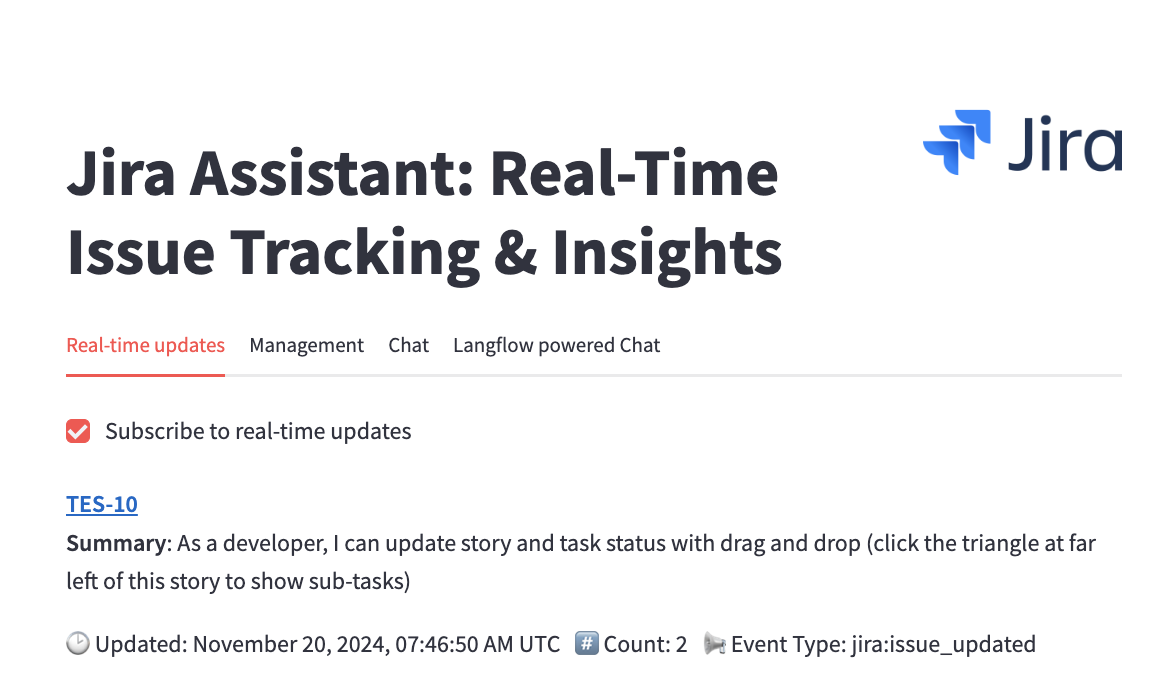 Jira
Jira Assistant: Real-Time
Issue Tracking & Insights
Real-time updates Management Chat Langflow powered Chat
Subscribe to real-time updates
TES-10
Summary: As a developer, I can update story and task status with drag and drop (click the triangle at far
left of this story to show sub-tasks)
🕑 Updated: November 20, 2024, 07:46:50 AM UTC #️⃣ Count: 2 📣 Event Type: jira:issue_updated